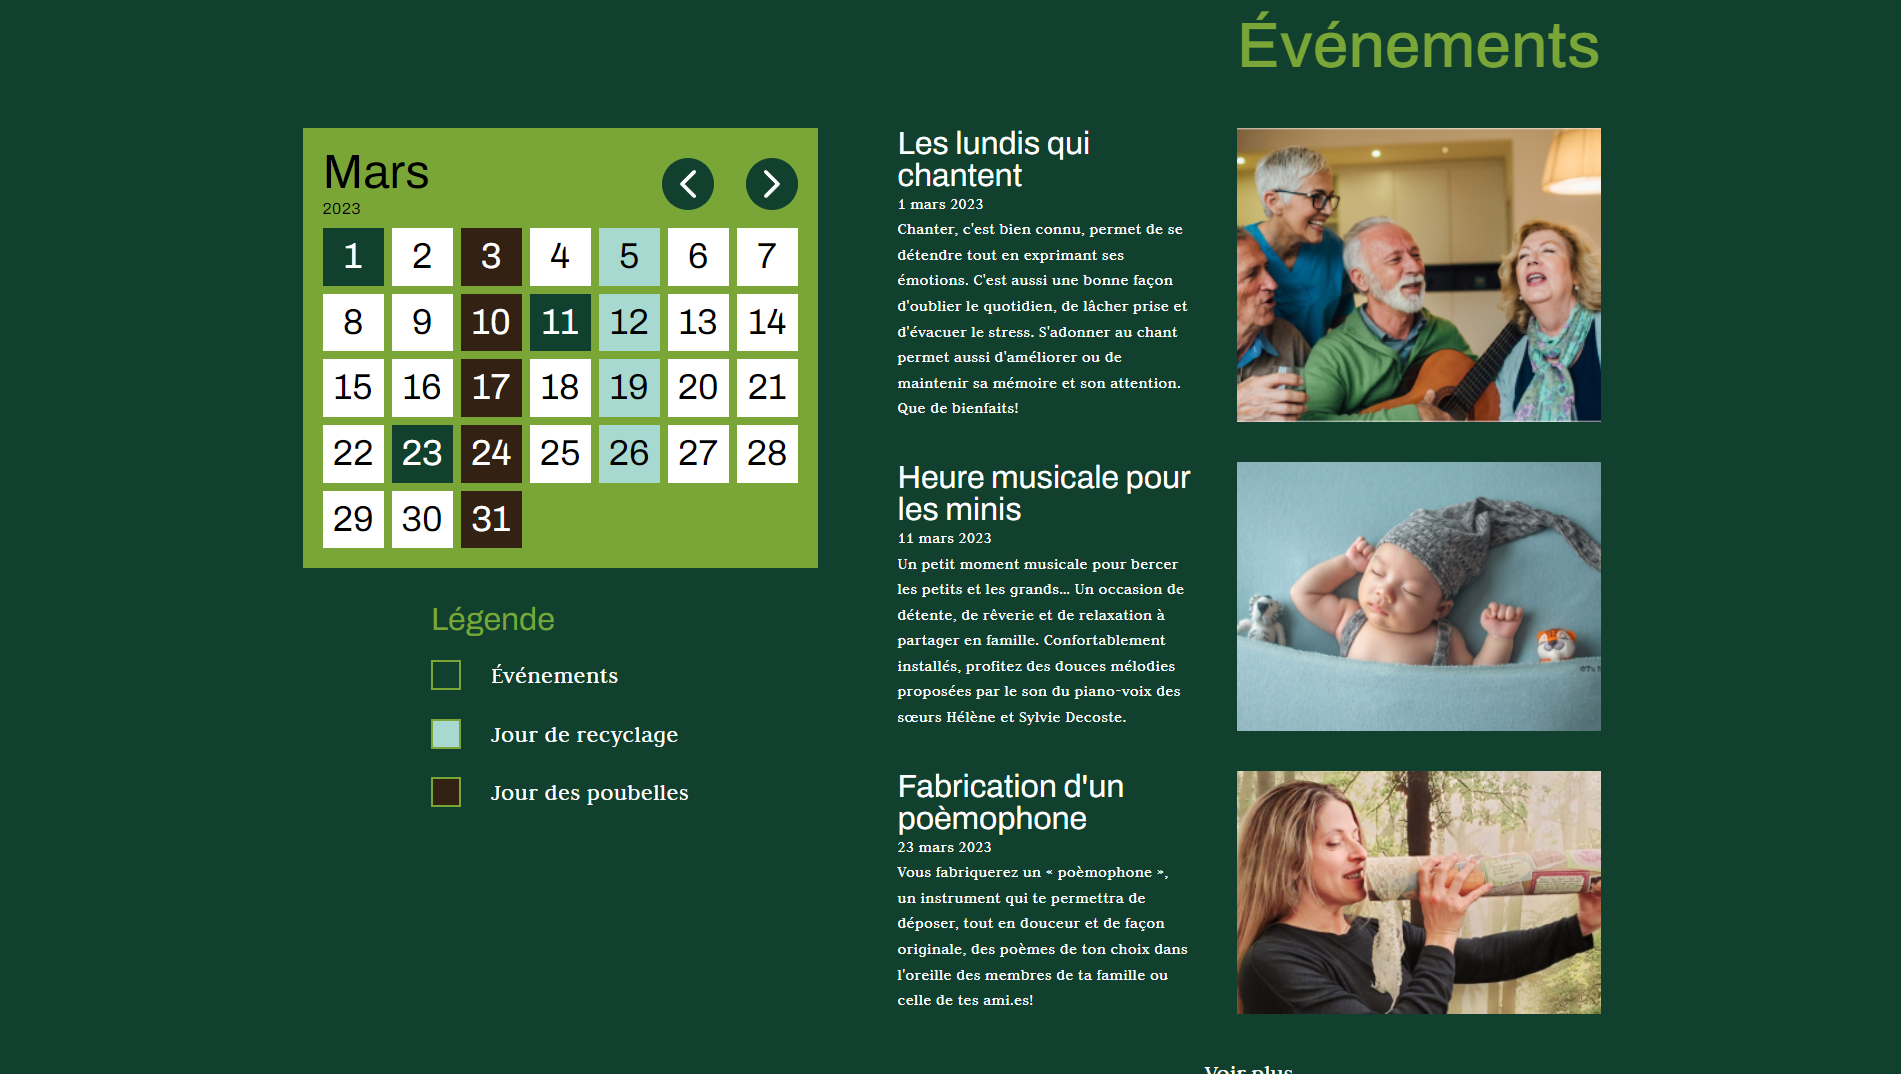 Événements
Mars
2023
1 2 3 4 5 6 7
8 9 10 11 12 13 14
15 16 17 18 19 20 21
22 23 24 25 26 27 28
29 30 31
Légende
Événements
Jour de recyclage
Jour des poubelles
Les lundis qui
chantent
1 mars 2023
Chanter, c'est bien connu, permet de se
détendre tout en exprimant ses
émotions. C'est aussi une bonne façon
d'oublier le quotidien, de lâcher prise et
d'évacuer le stress. S'adonner au chant
permet aussi d'améliorer ou de
maintenir sa mémoire et son attention.
Que de bienfaits!
Heure musicale pour
les minis
11 mars 2023
Un petit moment musicale pour bercer
les petits et les grands... Un occasion de
détente, de rêverie et de relaxation à
partager en famille. Confortablement
installés, profitez des douces mélodies
proposées par le son du piano-voix des
sœurs Hélène et Sylvie Decoste.
Fabrication d'un
poèmophone
23 mars 2023
Vous fabriquerez un « poèmophone »,
un instrument qui te permettra de
déposer, tout en douceur et de façon
originale, des poèmes de ton choix dans
l'oreille des membres de ta famille ou
celle de tes ami.es!
Voir plus